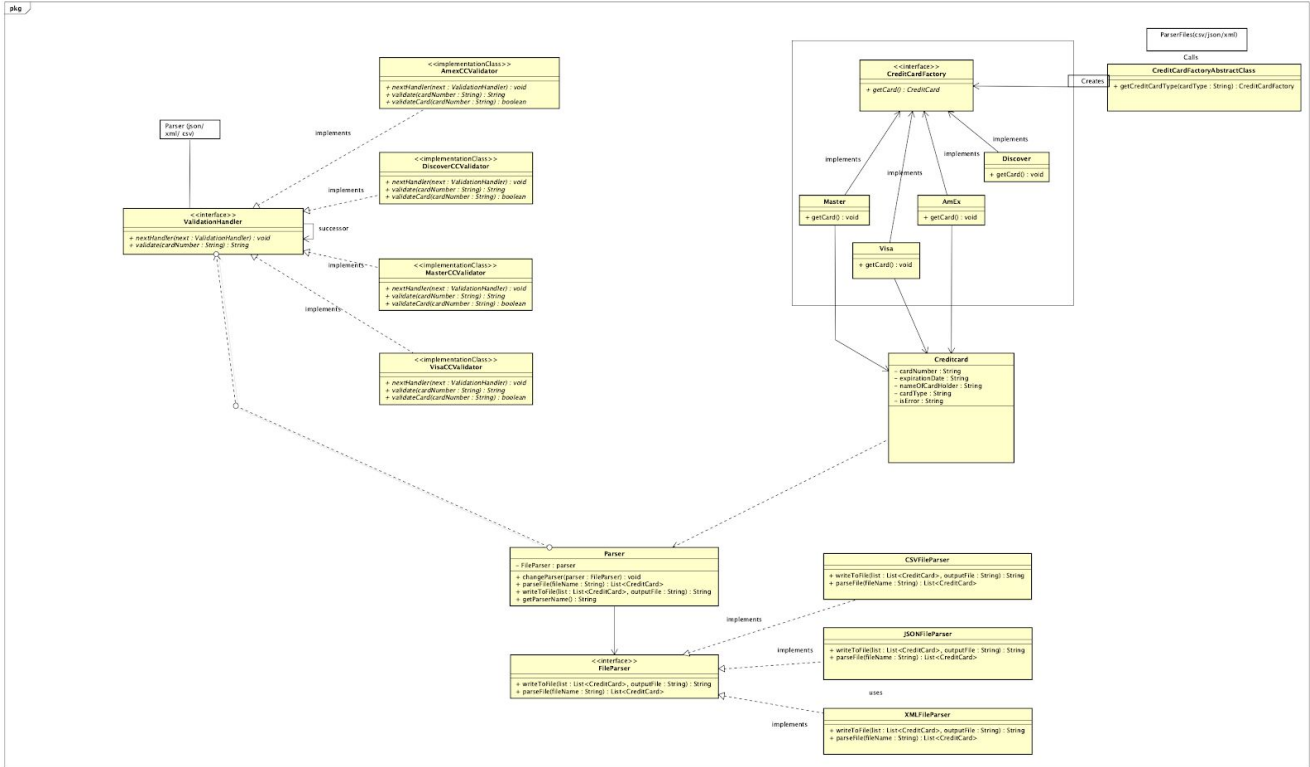 pkg
ParserFiles(csv/json/xml)
Calls
CreditCardFactoryAbstractClass
+ getCreditCardType(cardType : String) : CreditCardFactory
Creates
<<interface>>
CreditCardFactory
+ getCard() : CreditCard
implements
implements
implements
implements
Discover
+ getCard() : void
Master
+ getCard() : void
AmEx
+ getCard() : void
Visa
+ getCard() : void
Creditcard
- cardNumber : String
- expirationDate : String
- nameOfCardHolder : String
- cardType : String
- isError : String
<<implementationClass>>
AmexCCValidator
+ nextHandler(next : ValidationHandler) : void
+ validate(cardNumber : String) : String
+ validateCard(cardNumber : String) : boolean
Parser (json/
xml/ csv)
implements
<<implementationClass>>
DiscoverCCValidator
+ nextHandler(next : ValidationHandler) : void
+ validate(cardNumber : String) : String
+ validateCard(cardNumber : String) : boolean
implements
<<interface>>
ValidationHandler
+ nextHandler(next : ValidationHandler) : void
+ validate(cardNumber : String) : String
successor
implements
<<implementationClass>>
MasterCCValidator
+ nextHandler(next : ValidationHandler) : void
+ validate(cardNumber : String) : String
+ validateCard(cardNumber : String) : boolean
implements
<<implementationClass>>
VisaCCValidator
+ nextHandler(next : ValidationHandler) : void
+ validate(cardNumber : String) : String
+ validateCard(cardNumber : String) : boolean
Parser
- FileParser : parser
+ changeParser(parser : FileParser) : void
+ parseFile(fileName : String) : List<CreditCard>
+ writeToFile(list : List<CreditCard>, outputFile : String) : String
+ getParserName() : String
<<interface>>
FileParser
+ writeToFile(list : List<CreditCard>, outputFile : String) : String
+ parseFile(fileName : String) : List<CreditCard>
implements
CSVFileParser
+ writeToFile(list : List<CreditCard>, outputFile : String) : String
+ parseFile(fileName : String) : List<CreditCard>
implements
JSONFileParser
+ writeToFile(list : List<CreditCard>, outputFile : String) : String
+ parseFile(fileName : String) : List<CreditCard>
uses
implements
XMLFileParser
+ writeToFile(list : List<CreditCard>, outputFile : String) : String
+ parseFile(fileName : String) : List<CreditCard>